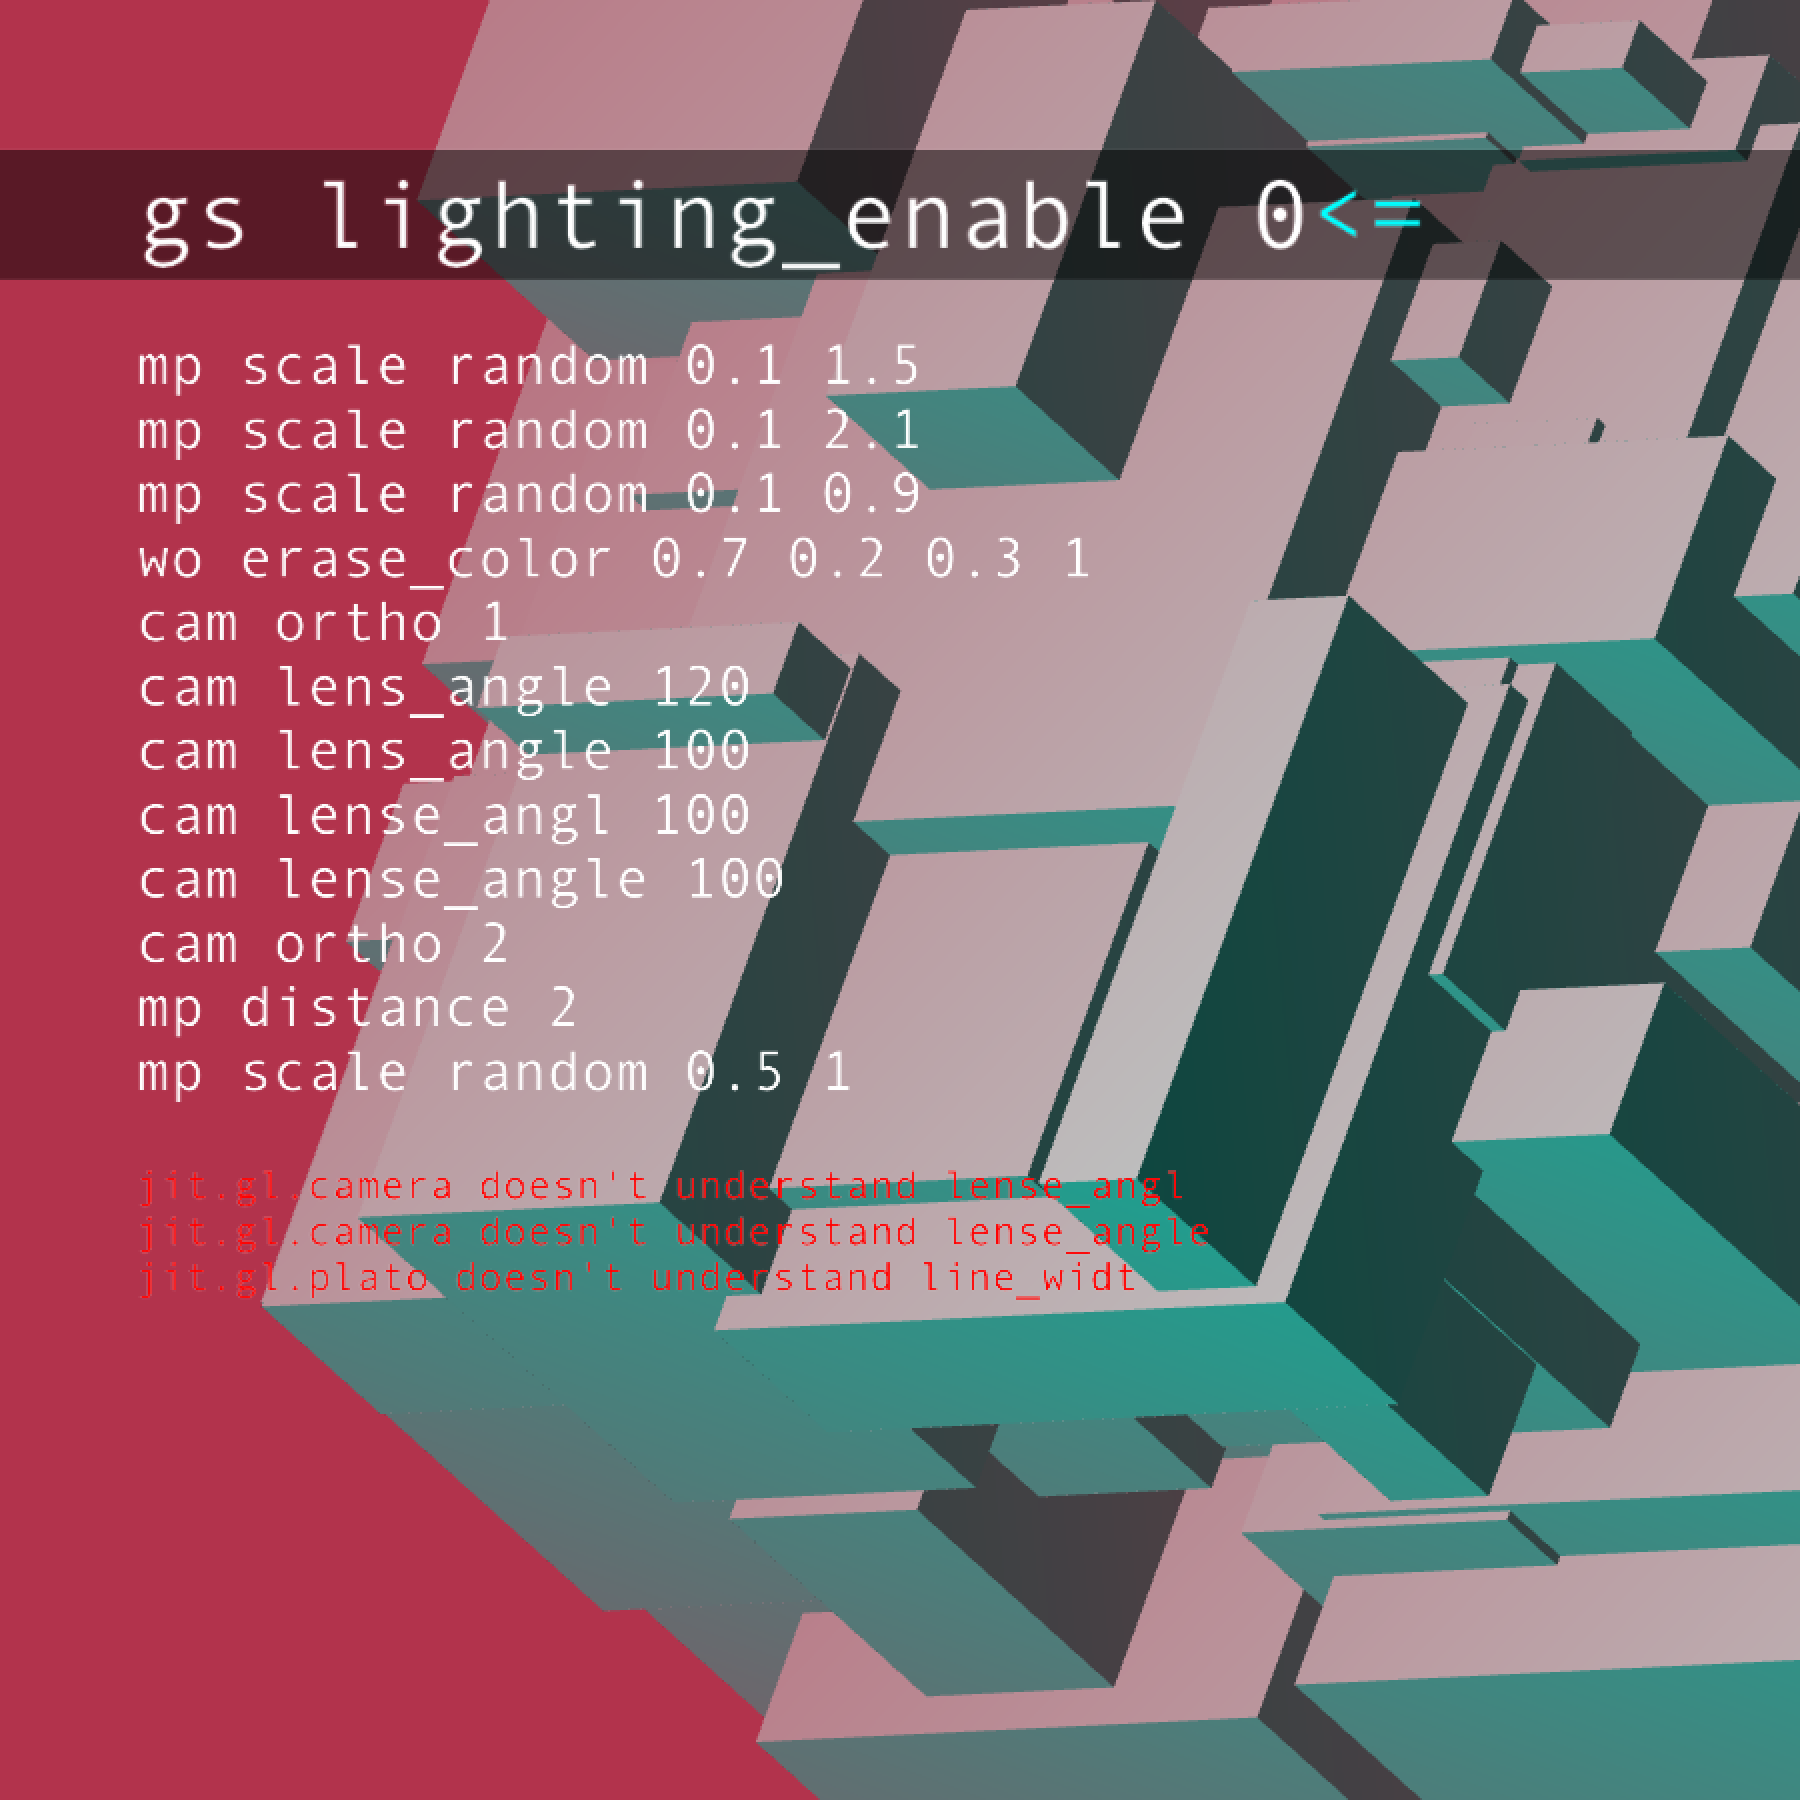 gs lighting_enable 0<=
mp scale random 0.1 1.5
mp scale random 0.1 2.1
mp scale random 0.1 0.9
wo erase_color 0.7 0.2 0.3 1
cam ortho 1
cam lens_angle 120
cam lens_angle 100
cam lense_angl 100
cam lense_angle 100
cam ortho 2
mp distance 2
mp scale random 0.5 1
jit.gl.camera doesn't understand lense_angl
jit.gl.camera doesn't understand lense_angle
jit.gl.plato doesn't understand line_widt